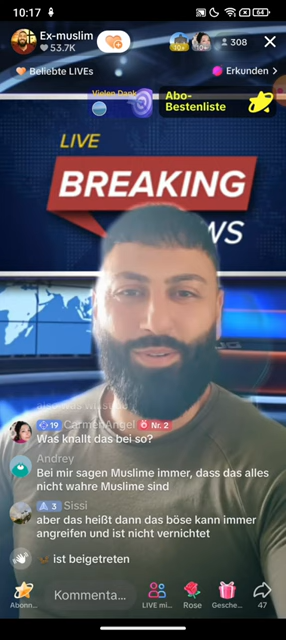 10:17
64
Ex-muslim
53.7K
10+
10+
308
Beliebte LIVEs
Erkunden >
Vielen Dank
Abo-
Bestenliste
LIVE
BREAKING
WS
19 CarmenAngel Nr. 2
Was knallt das bei so?
Andrey
Bei mir sagen Muslime immer, dass das alles
nicht wahre Muslime sind
3 Sissi
aber das heißt dann das böse kann immer
angreifen und ist nicht vernichtet
ist beigetreten
Kommenta...
Abonn...
LIVE mi...
Rose
Gesche...
47